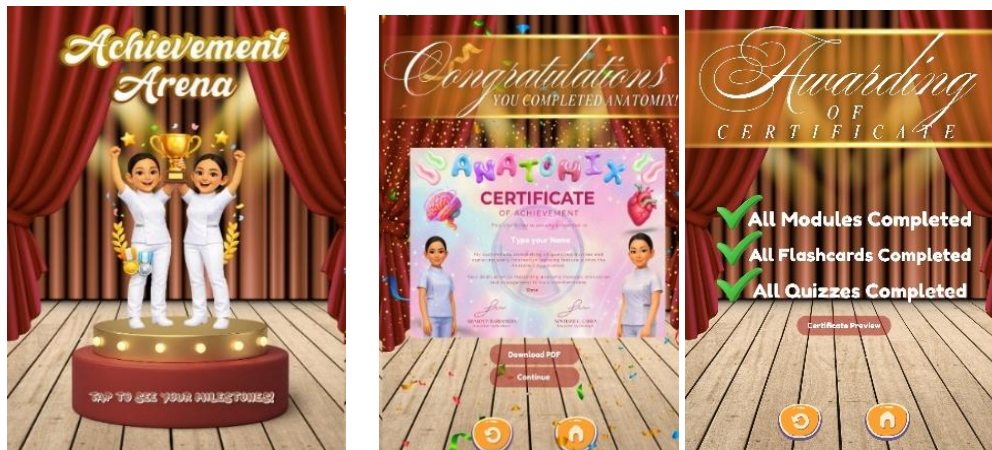 Achievement
Arena
TAP TO SEE YOUR MILESTONES!
Congratulations
YOU COMPLETED ANATOMIX!
ANATOMIX
CERTIFICATE
OF ACHIEVEMENT
Type your Name
Date
Download PDF
Continue
Awarding
OF
CERTIFICATE
All Modules Completed
All Flashcards Completed
All Quizzes Completed
Certificate Preview